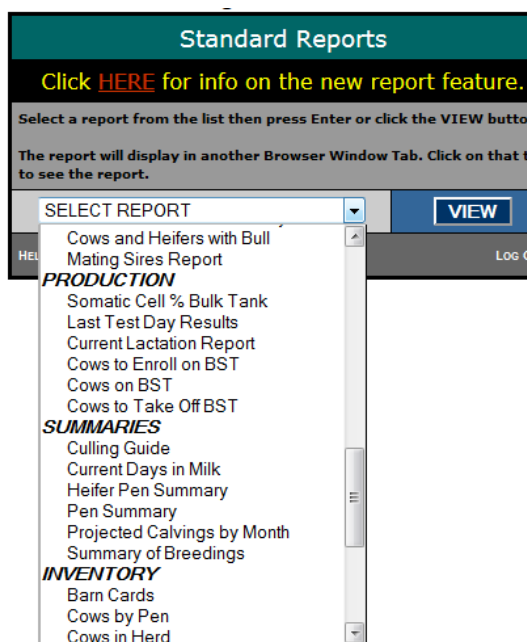 Standard Reports
Click HERE for info on the new report feature.
Select a report from the list then press Enter or click the VIEW
The report will display in another Browser Window Tab. Click on that
to see the report.
SELECT REPORT
VIEW
Cows and Heifers with Bull
Mating Sires Report
PRODUCTION
Somatic Cell % Bulk Tank
Last Test Day Results
Current Lactation Report
Cows to Enroll on BST
Cows on BST
Cows to Take Off BST
SUMMARIES
Culling Guide
Current Days in Milk
Heifer Pen Summary
Pen Summary
Projected Calvings by Month
Summary of Breedings
INVENTORY
Barn Cards
Cows by Pen
Cows in Herd
LOG